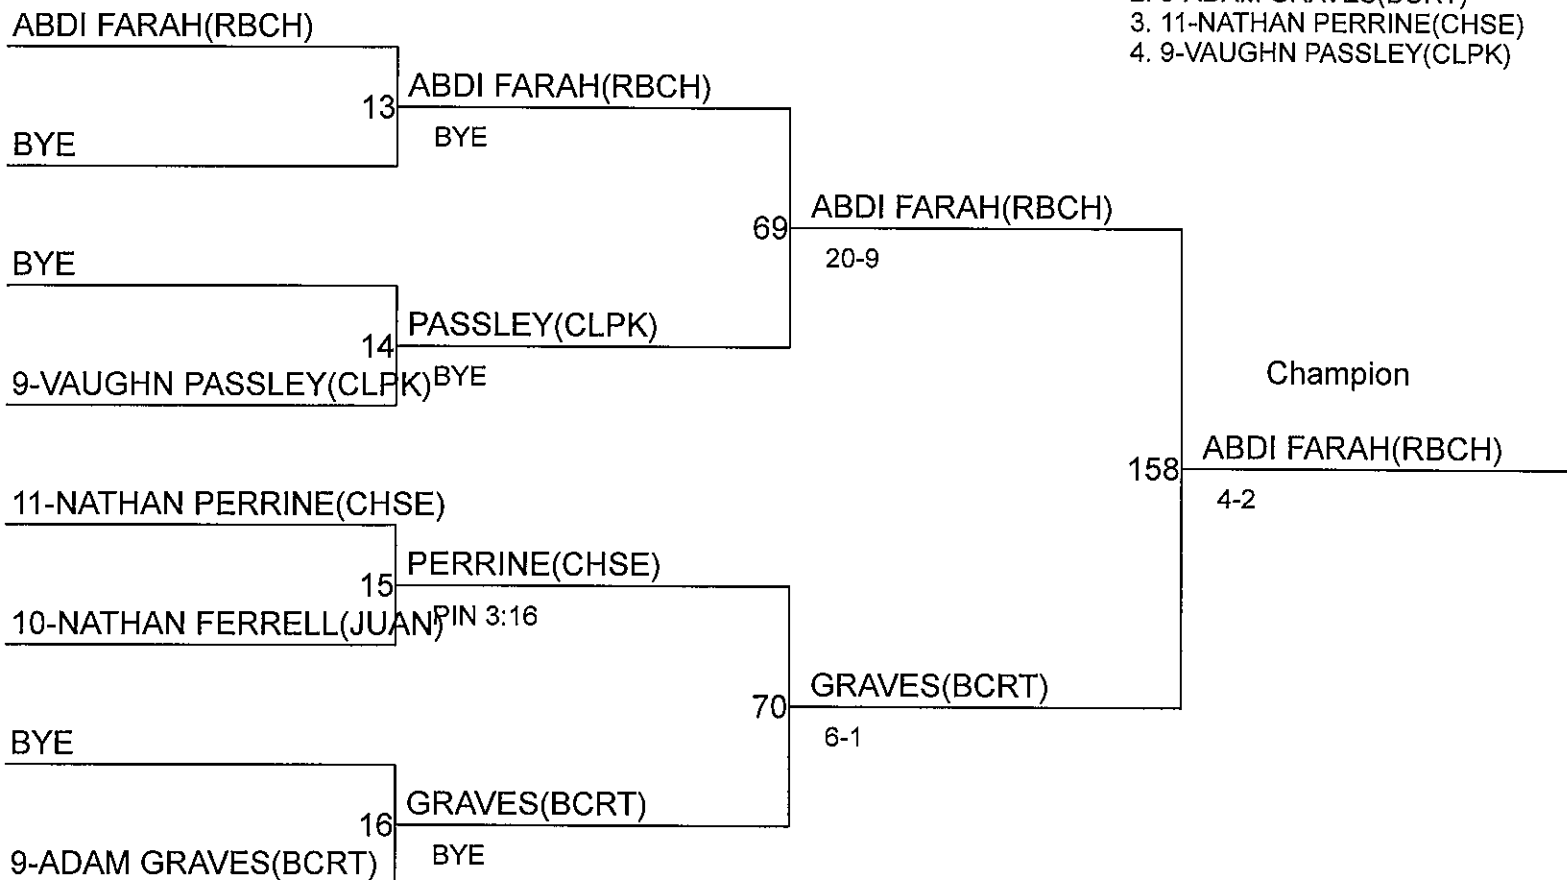 ADAM GRAVES(BCRT)
3. 11-NATHAN PERRINE(CHSE)
4. 9-VAUGHN PASSLEY(CLPK)
ABDI FARAH(RBCH)
13
ABDI FARAH(RBCH)
BYE
BYE
69
ABDI FARAH(RBCH)
20-9
BYE
14
PASSLEY(CLPK)
BYE
9-VAUGHN PASSLEY(CLPK)
Champion
158
ABDI FARAH(RBCH)
4-2
11-NATHAN PERRINE(CHSE)
15
PERRINE(CHSE)
PIN 3:16
10-NATHAN FERRELL(JUAN)
70
GRAVES(BCRT)
6-1
BYE
16
GRAVES(BCRT)
BYE
9-ADAM GRAVES(BCRT)